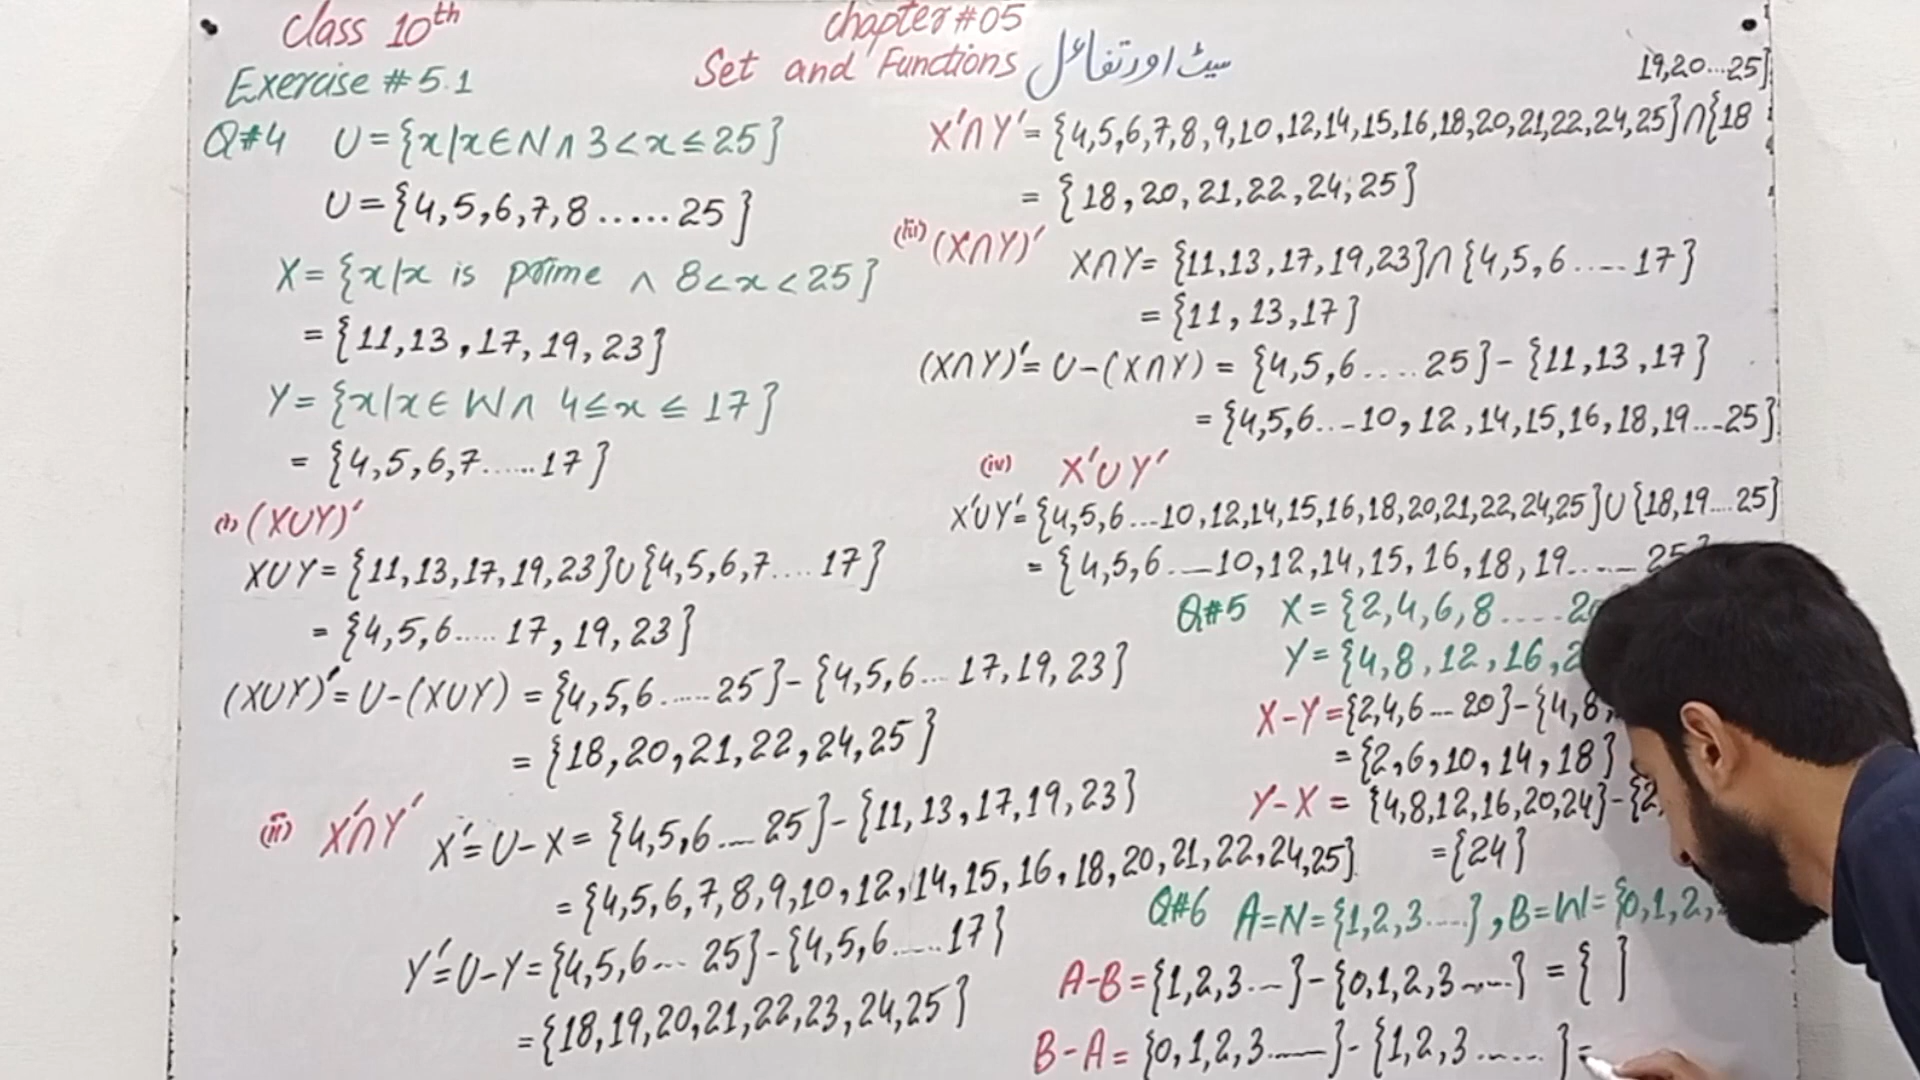 Class 10th
Chapter # 05
Exercise # 5.1
Set and Functions سیٹ اور تفاعل
Q#4 U = {x/x ∈ N ∧ 3 < x ≤ 25}
U = {4,5,6,7,8 ..... 25}
X = {x/x is prime ∧ 8 < x < 25}
= {11,13,17,19,23}
Y = {x/x ∈ W ∧ 4 ≤ x ≤ 17}
= {4,5,6,7......17}
(i) (X∪Y)'
X∪Y = {11,13,17,19,23}∪{4,5,6,7....17}
= {4,5,6..... 17,19,23}
(X∪Y)' = U-(X∪Y) = {4,5,6......25}-{4,5,6... 17,19,23}
= {18,20,21,22,24,25}
(ii) X'∩Y' X' = U-X = {4,5,6....25}-{11,13,17,19,23}
= {4,5,6,7,8,9,10,12,14,15,16,18,20,21,22,24,25}
Y' = U-Y = {4,5,6... 25}-{4,5,6......17}
= {18,19,20,21,22,23,24,25}
19,20...25}
X'∩Y' = {4,5,6,7,8,9,10,12,14,15,16,18,20,21,22,24,25}∩{18
= {18,20,21,22,24,25}
(iii) (X∩Y)' X∩Y = {11,13,17,19,23}∩{4,5,6.....17}
= {11,13,17}
(X∩Y)' = U-(X∩Y) = {4,5,6....25}-{11,13,17}
= {4,5,6...10,12,14,15,16,18,19...25}
(iv) X'∪Y'
X'∪Y' = {4,5,6...10,12,14,15,16,18,20,21,22,24,25}∪{18,19....25}
= {4,5,6....10,12,14,15,16,18,19......25}
Q#5 X = {2,4,6,8.....20
Y = {4,8,12,16,2
X-Y = {2,4,6...20}-{4,8,
= {2,6,10,14,18}
Y-X = {4,8,12,16,20,24}-{2,
= {24}
Q#6 A=N={1,2,3.....}, B=W={0,1,2,
A-B = {1,2,3....}-{0,1,2,3......} = { }
B-A = {0,1,2,3......}-{1,2,3......} =